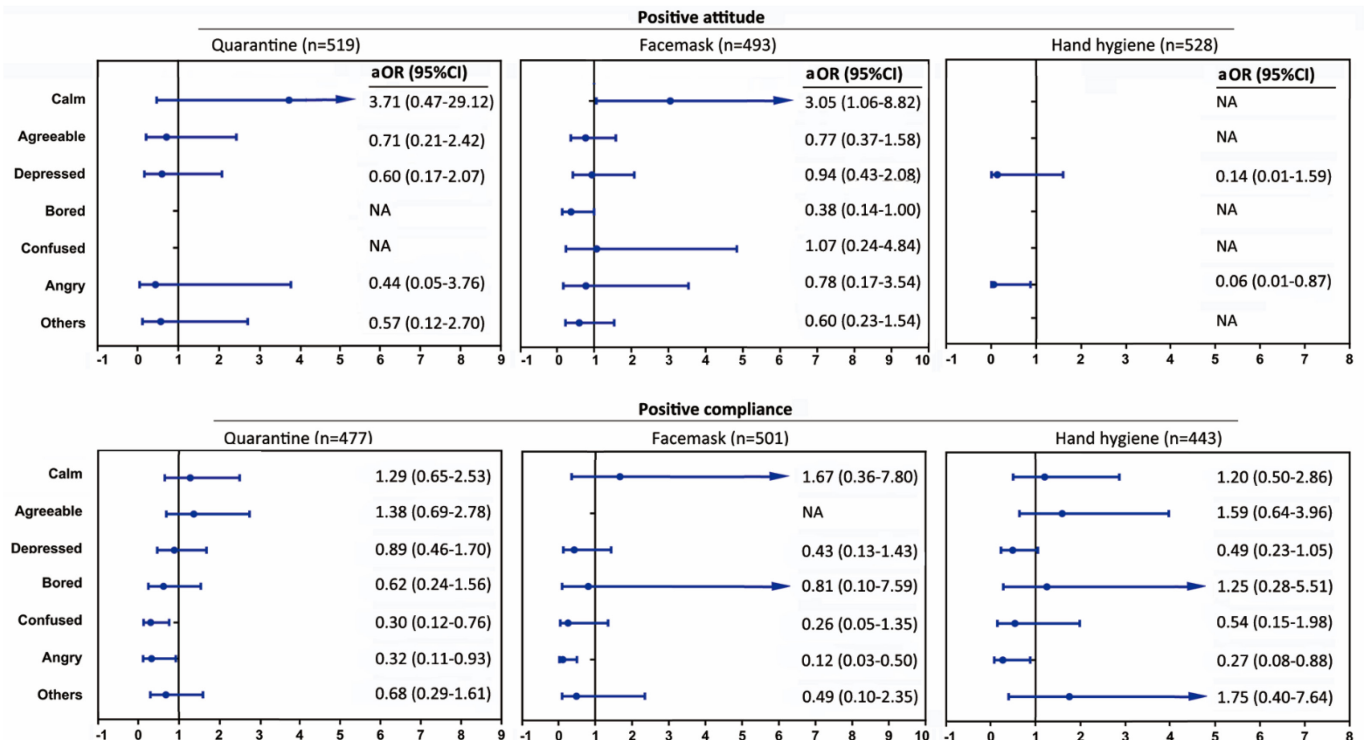 Positive attitude
Quarantine (n=519) Facemask (n=493) Hand hygiene (n=528)
aOR (95%CI) aOR (95%CI) aOR (95%CI)
Calm 3.71 (0.47-29.12) 3.05 (1.06-8.82) NA
Agreeable 0.71 (0.21-2.42) 0.77 (0.37-1.58) NA
Depressed 0.60 (0.17-2.07) 0.94 (0.43-2.08) 0.14 (0.01-1.59)
Bored NA 0.38 (0.14-1.00) NA
Confused NA 1.07 (0.24-4.84) NA
Angry 0.44 (0.05-3.76) 0.78 (0.17-3.54) 0.06 (0.01-0.87)
Others 0.57 (0.12-2.70) 0.60 (0.23-1.54) NA
-1 0 1 2 3 4 5 6 7 8 9 -1 0 1 2 3 4 5 6 7 8 9 10 -1 0 1 2 3 4 5 6 7 8
Positive compliance
Quarantine (n=477) Facemask (n=501) Hand hygiene (n=443)
Calm 1.29 (0.65-2.53) 1.67 (0.36-7.80) 1.20 (0.50-2.86)
Agreeable 1.38 (0.69-2.78) NA 1.59 (0.64-3.96)
Depressed 0.89 (0.46-1.70) 0.43 (0.13-1.43) 0.49 (0.23-1.05)
Bored 0.62 (0.24-1.56) 0.81 (0.10-7.59) 1.25 (0.28-5.51)
Confused 0.30 (0.12-0.76) 0.26 (0.05-1.35) 0.54 (0.15-1.98)
Angry 0.32 (0.11-0.93) 0.12 (0.03-0.50) 0.27 (0.08-0.88)
Others 0.68 (0.29-1.61) 0.49 (0.10-2.35) 1.75 (0.40-7.64)
-1 0 1 2 3 4 5 6 7 8 9 -1 0 1 2 3 4 5 6 7 8 9 10 -1 0 1 2 3 4 5 6 7 8